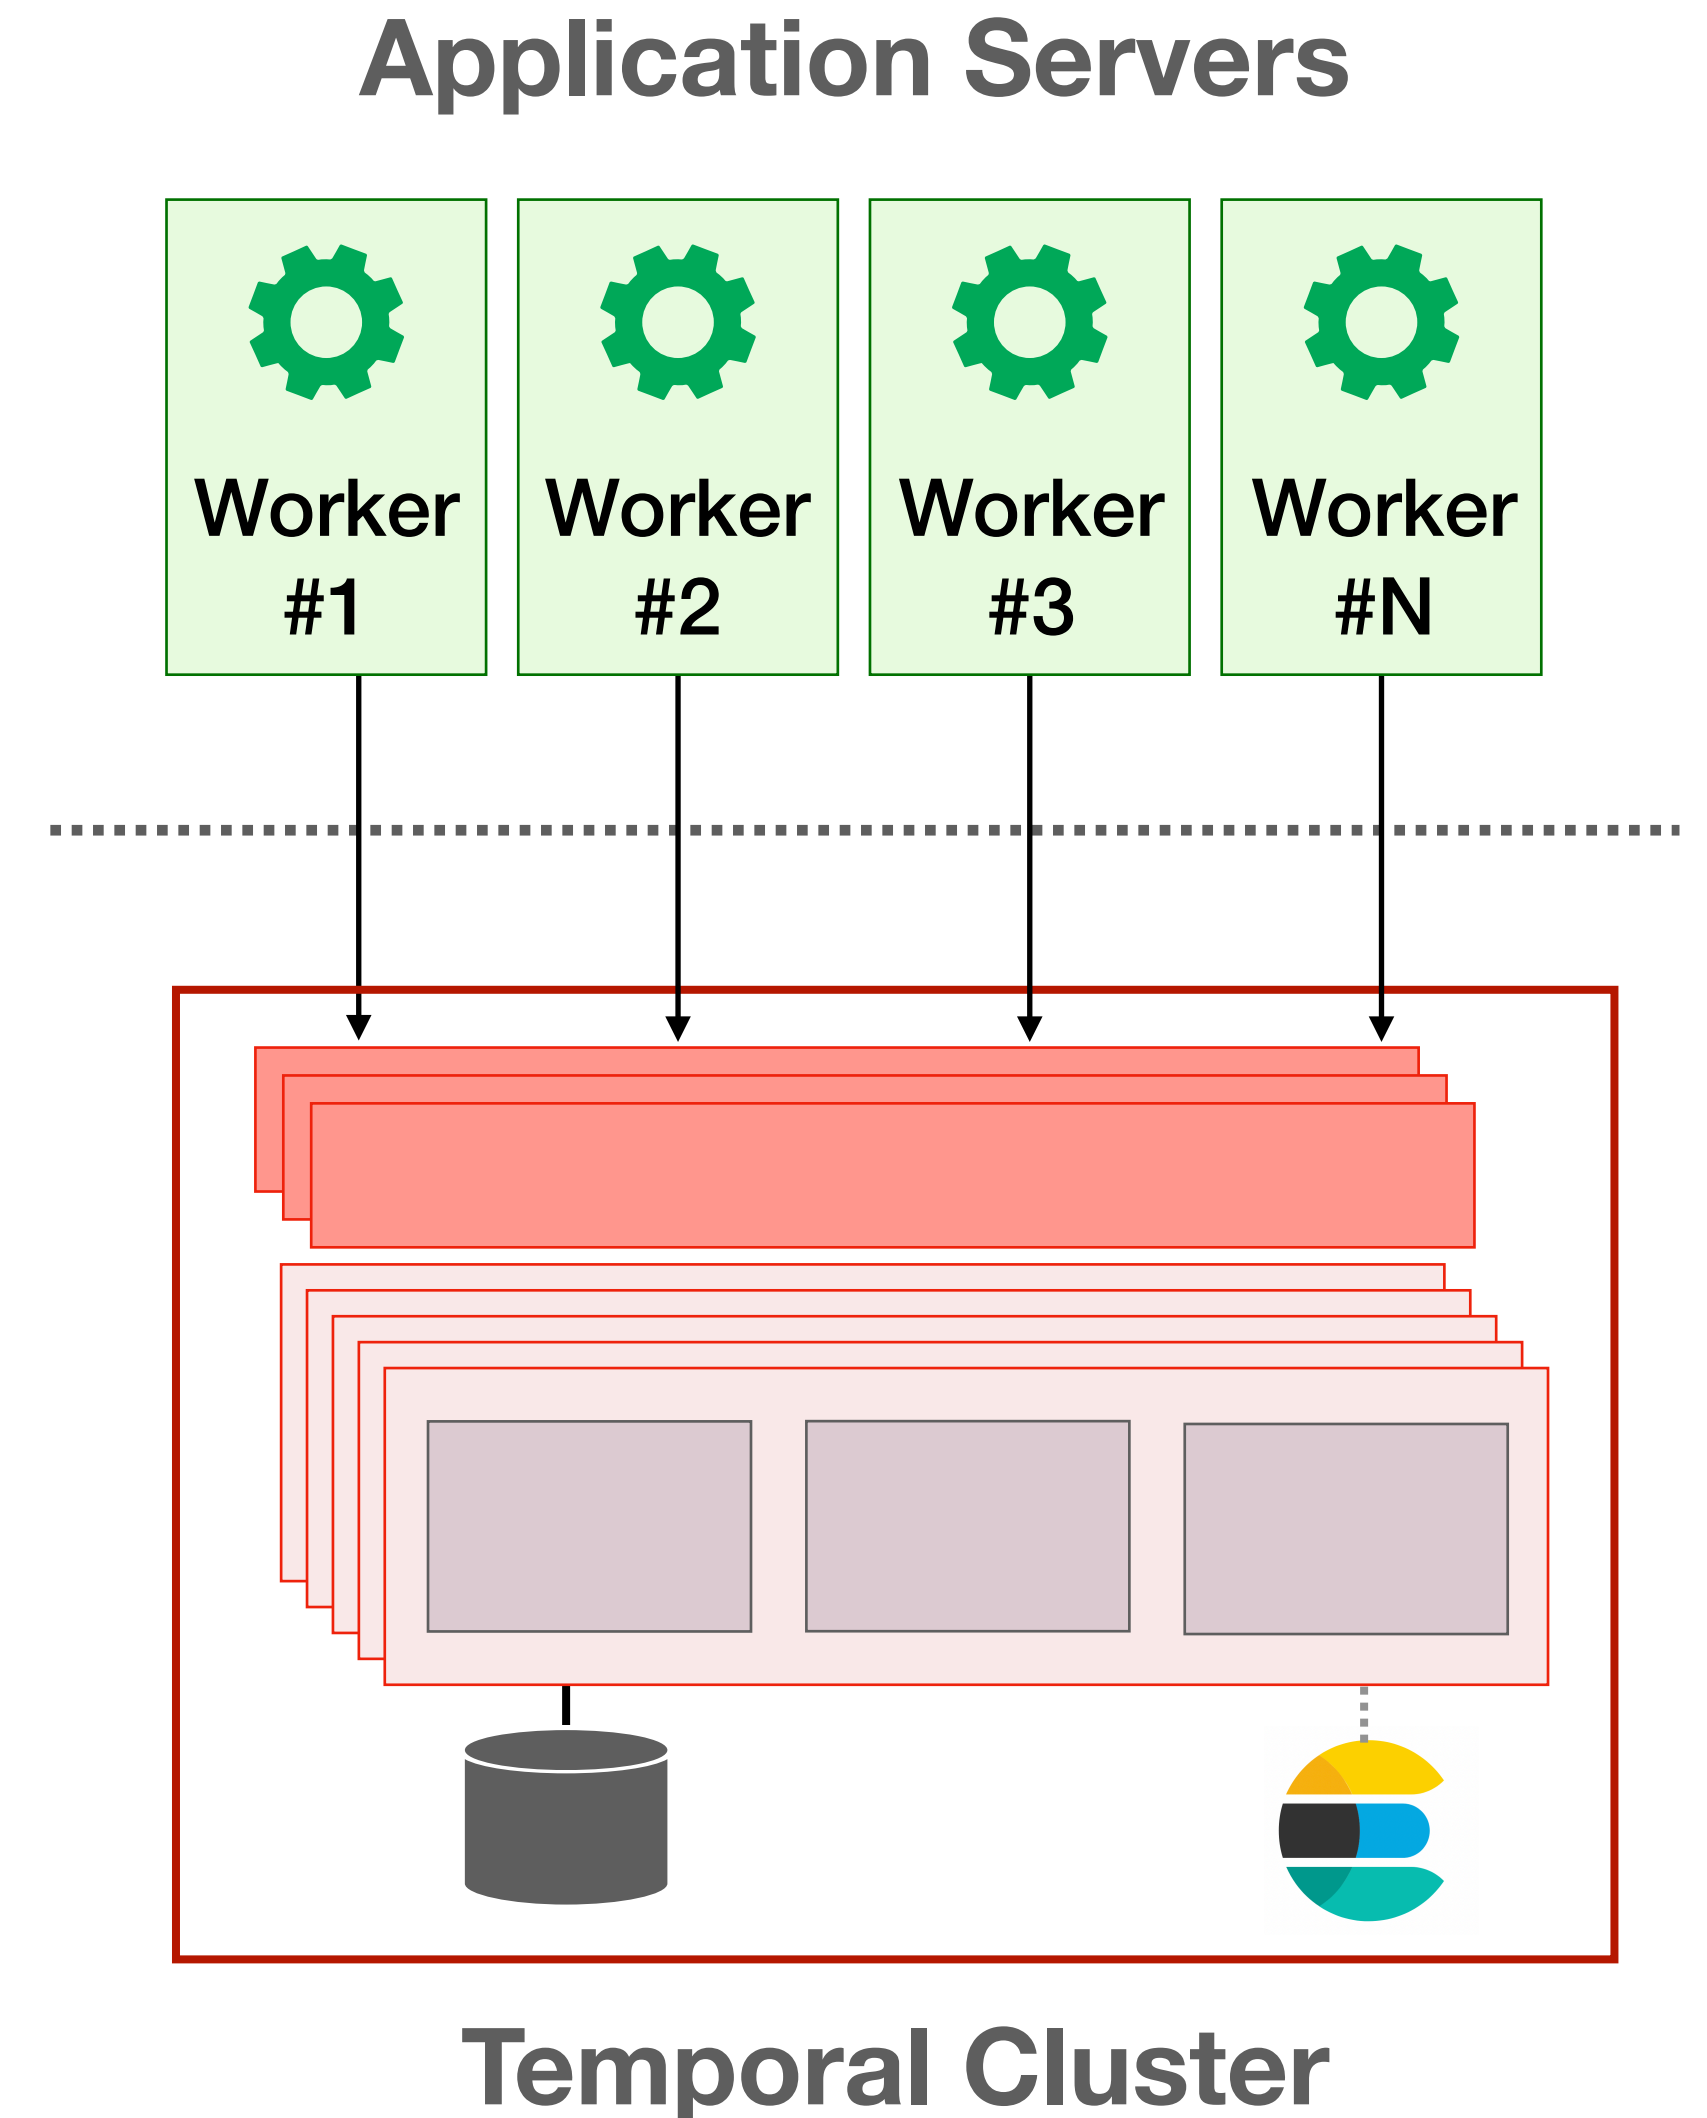 Application Servers
Worker
#1
Worker
#2
Worker
#3
Worker
#N
Temporal Cluster